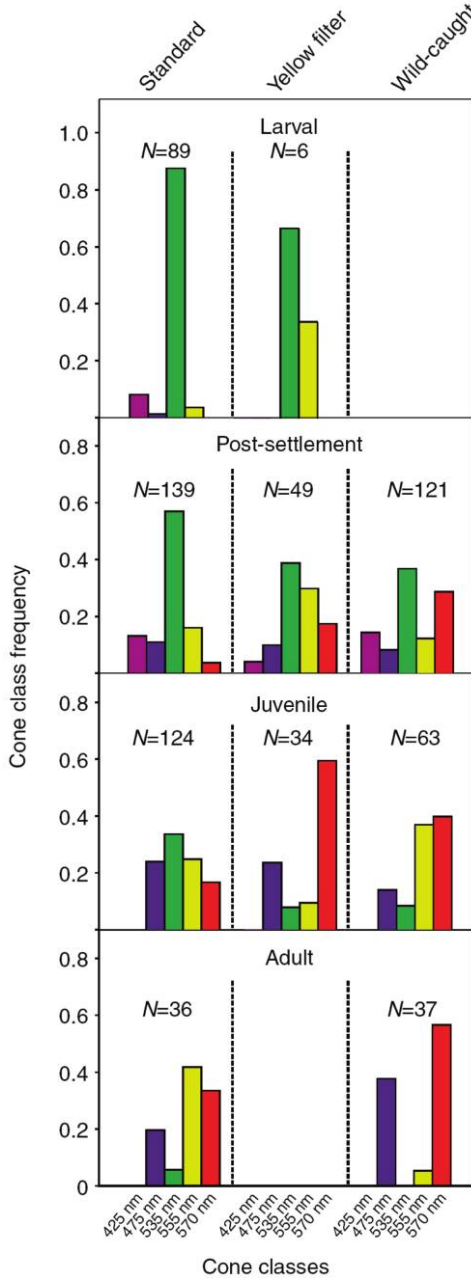 Standard
Yellow filter
Wild-caught
Larval
1.0
N=89
N=6
0.8
0.6
0.4
0.2
Post-settlement
0.8
N=139
N=49
N=121
0.6
0.4
0.2
Cone class frequency
Juvenile
0.8
N=124
N=34
N=63
0.6
0.4
0.2
Adult
0.8
N=36
N=37
0.6
0.4
0.2
0
425 nm
475 nm
535 nm
555 nm
570 nm
425 nm
475 nm
535 nm
555 nm
570 nm
425 nm
475 nm
535 nm
555 nm
570 nm
Cone classes